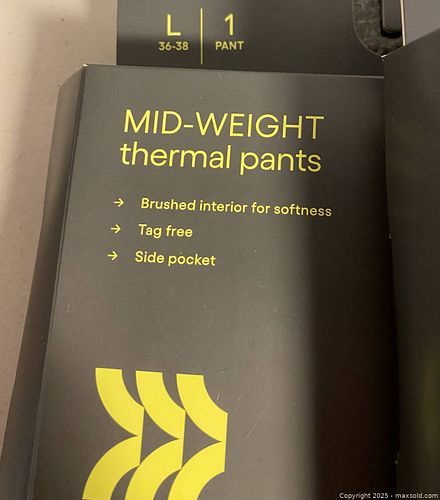 L
36-38
1
PANT
MID-WEIGHT
thermal pants
→ Brushed interior for softness
→ Tag free
→ Side pocket
Copyright 2025 - maxsold.com